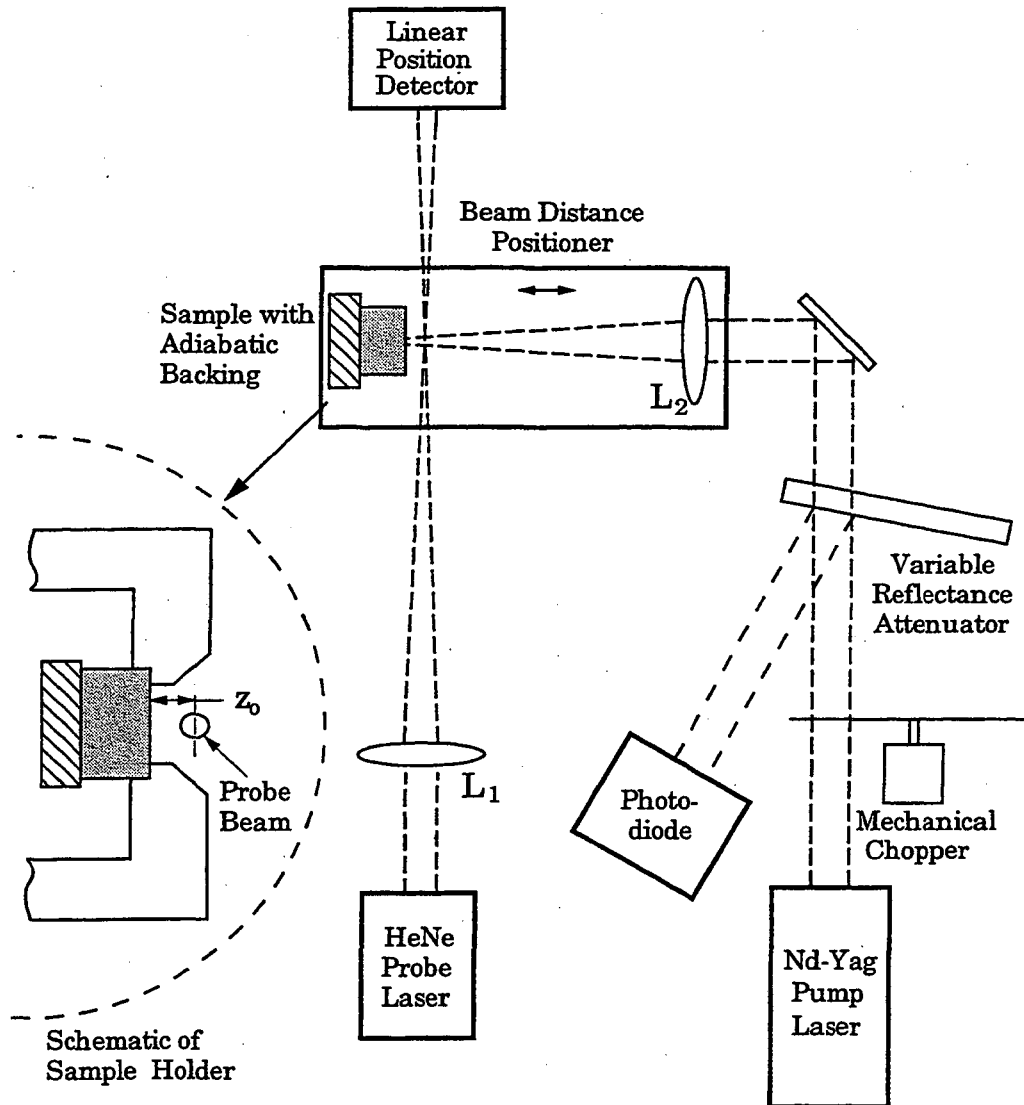 Linear
Position
Detector
Beam Distance
Positioner
Sample with
Adiabatic
Backing
L₂
Variable
Reflectance
Attenuator
z₀
Probe
Beam
L₁
Photo-
diode
Mechanical
Chopper
HeNe
Probe
Laser
Nd-Yag
Pump
Laser
Schematic of
Sample Holder